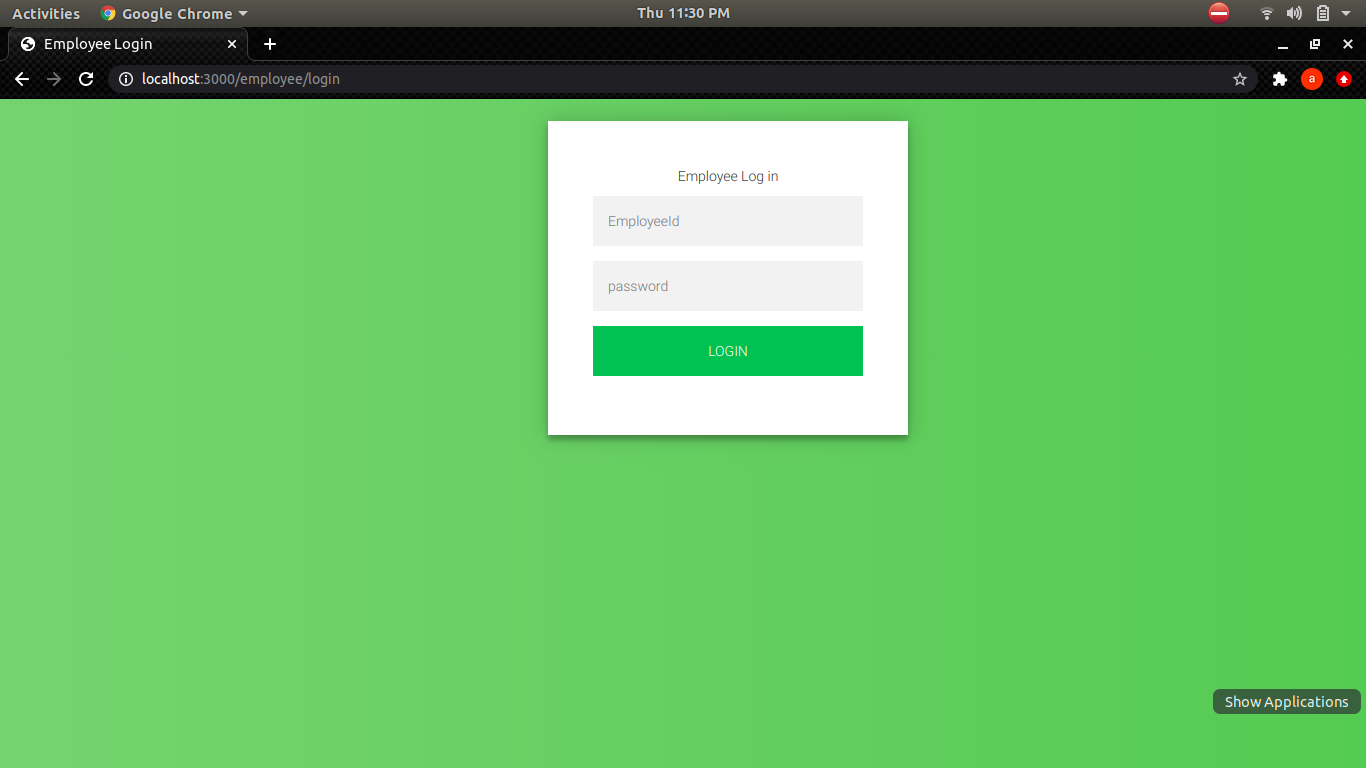 Activities Google Chrome Thu 11:30 PM
Employee Login
localhost:3000/employee/login a
Employee Log in
EmployeeId
password
LOGIN
Show Applications